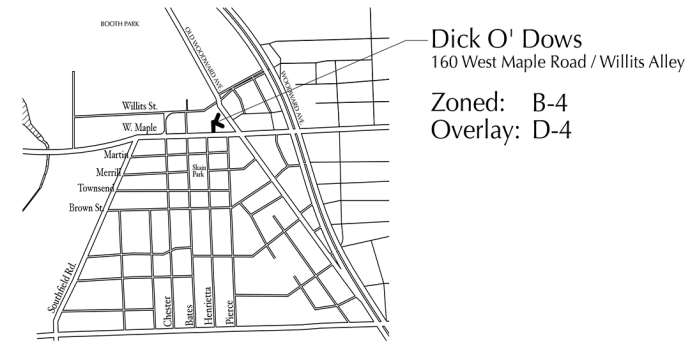 BOOTH PARK
OLD WOODWARD AVE
WOODWARD AVE
Willits St.
W. Maple
Martin
Merrill
Shain
Park
Townsend
Brown St.
Southfield Rd.
Chester
Bates
Henrietta
Pierce
Dick O' Dows
160 West Maple Road / Willits Alley
Zoned: B-4
Overlay: D-4